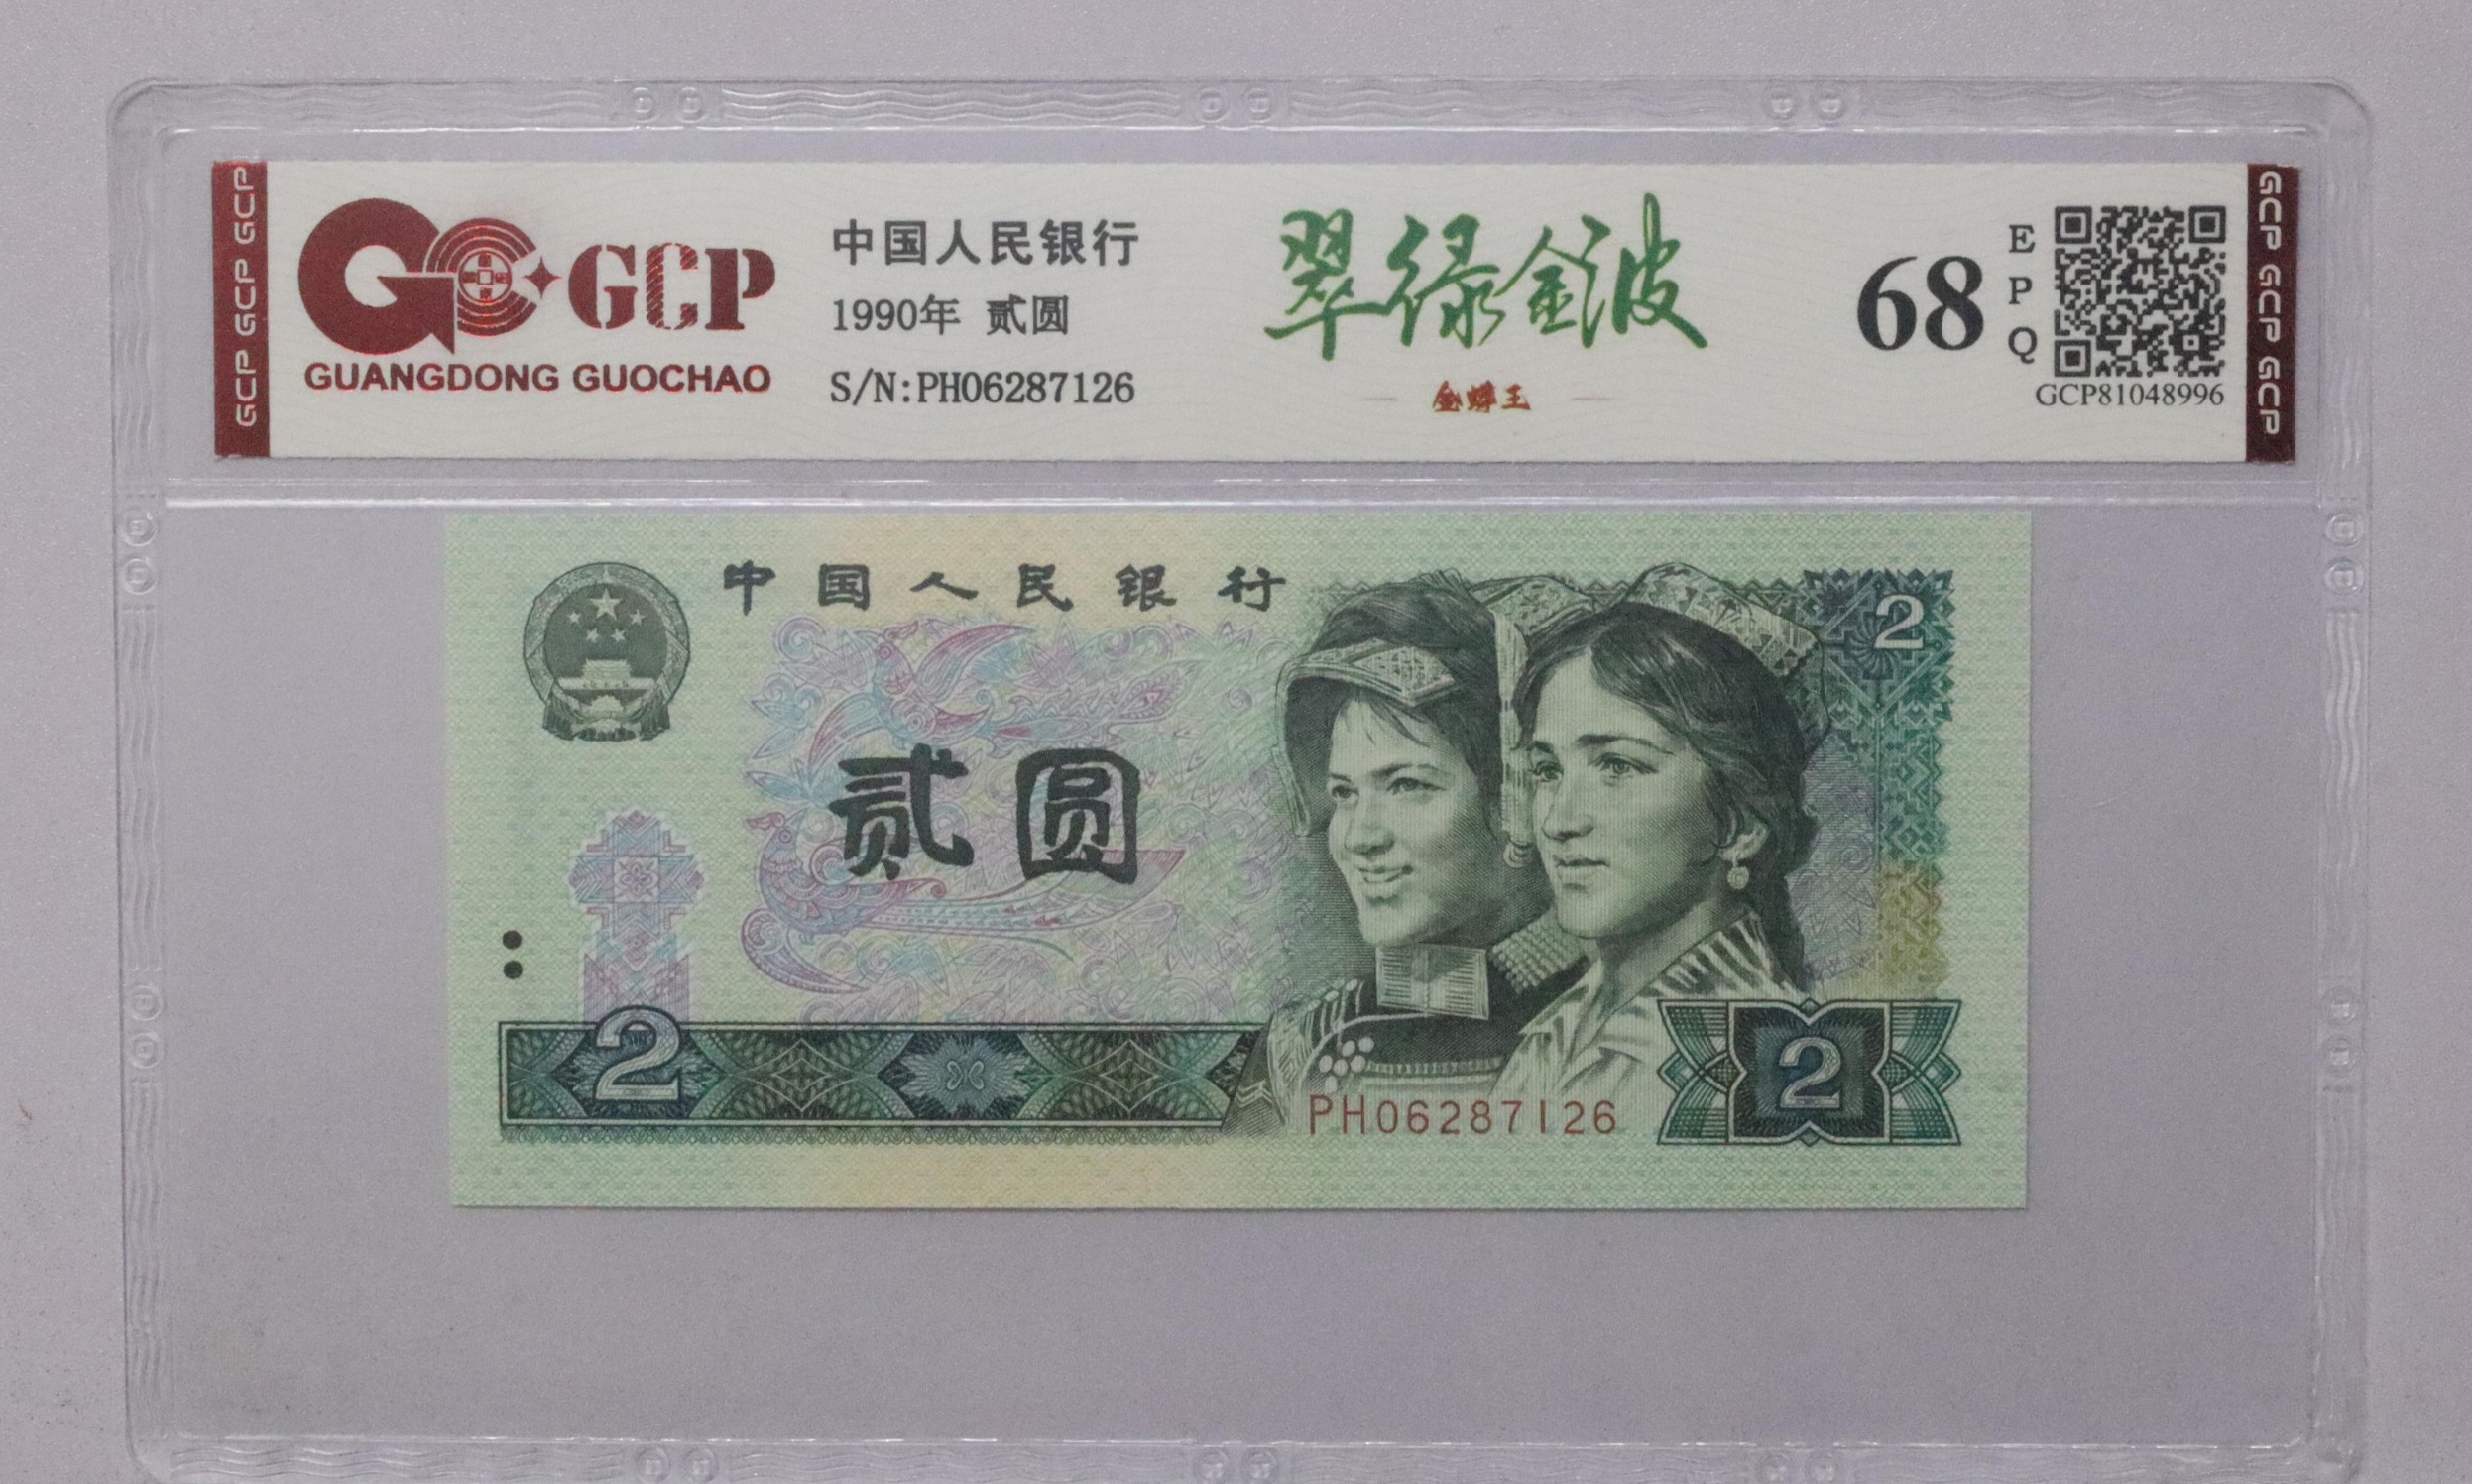 GCP GCP GCP
GCP
GUANGDONG GUOCHAO
中国人民银行
1990年 贰圆
S/N:PH06287126
翠绿金波
金蟒王
68
E
P
Q
GCP81048996
GCP GCP GCP
中国人民银行
2
贰圆
2
PH06287126
2